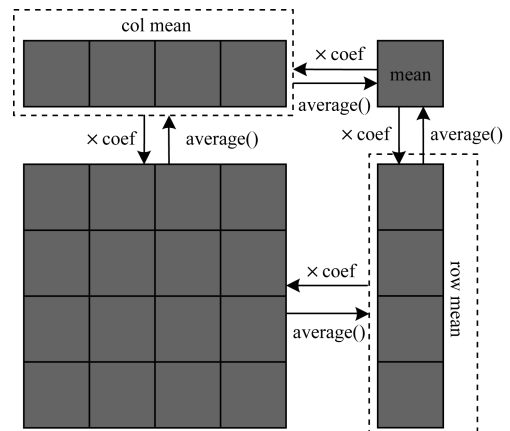 col mean
× coef
mean
average()
× coef
average()
× coef
average()
× coef
average()
row mean